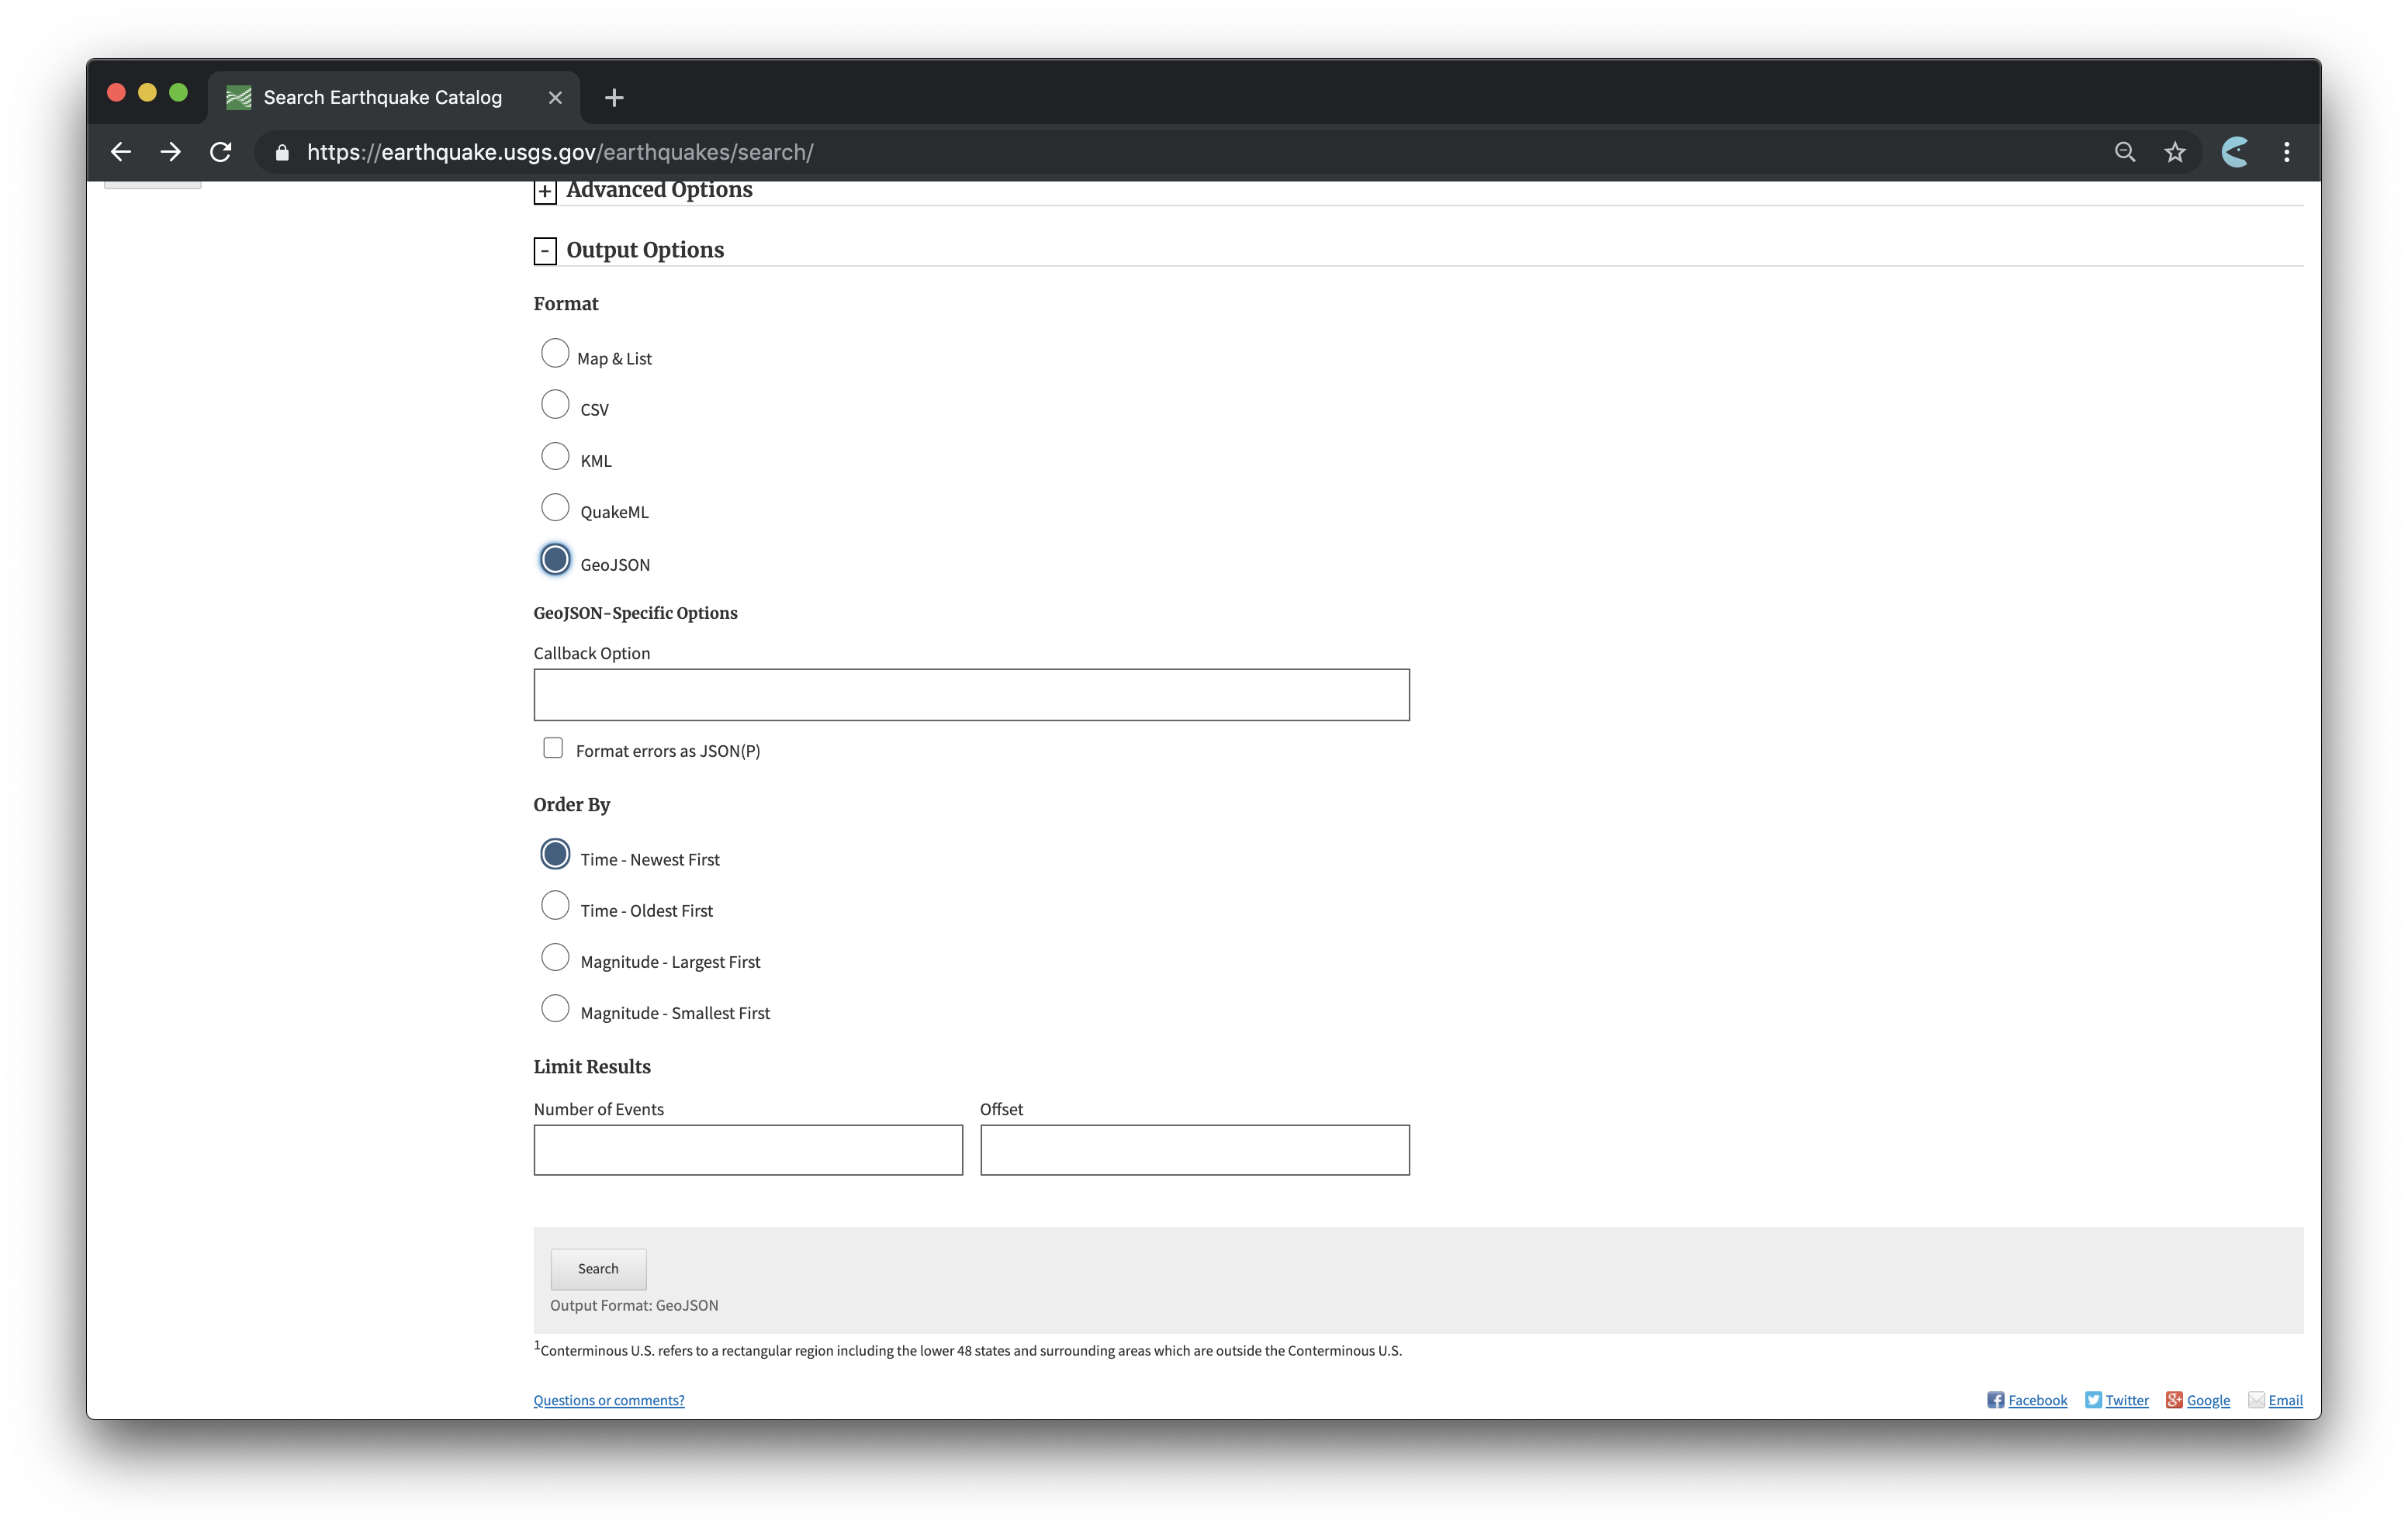 Search Earthquake Catalog
https://earthquake.usgs.gov/earthquakes/search/
+ Advanced Options
- Output Options
Format
Map & List
CSV
KML
QuakeML
GeoJSON
GeoJSON-Specific Options
Callback Option
Format errors as JSON(P)
Order By
Time - Newest First
Time - Oldest First
Magnitude - Largest First
Magnitude - Smallest First
Limit Results
Number of Events Offset
Search
Output Format: GeoJSON
1Conterminous U.S. refers to a rectangular region including the lower 48 states and surrounding areas which are outside the Conterminous U.S.
Questions or comments? Facebook Twitter Google Email